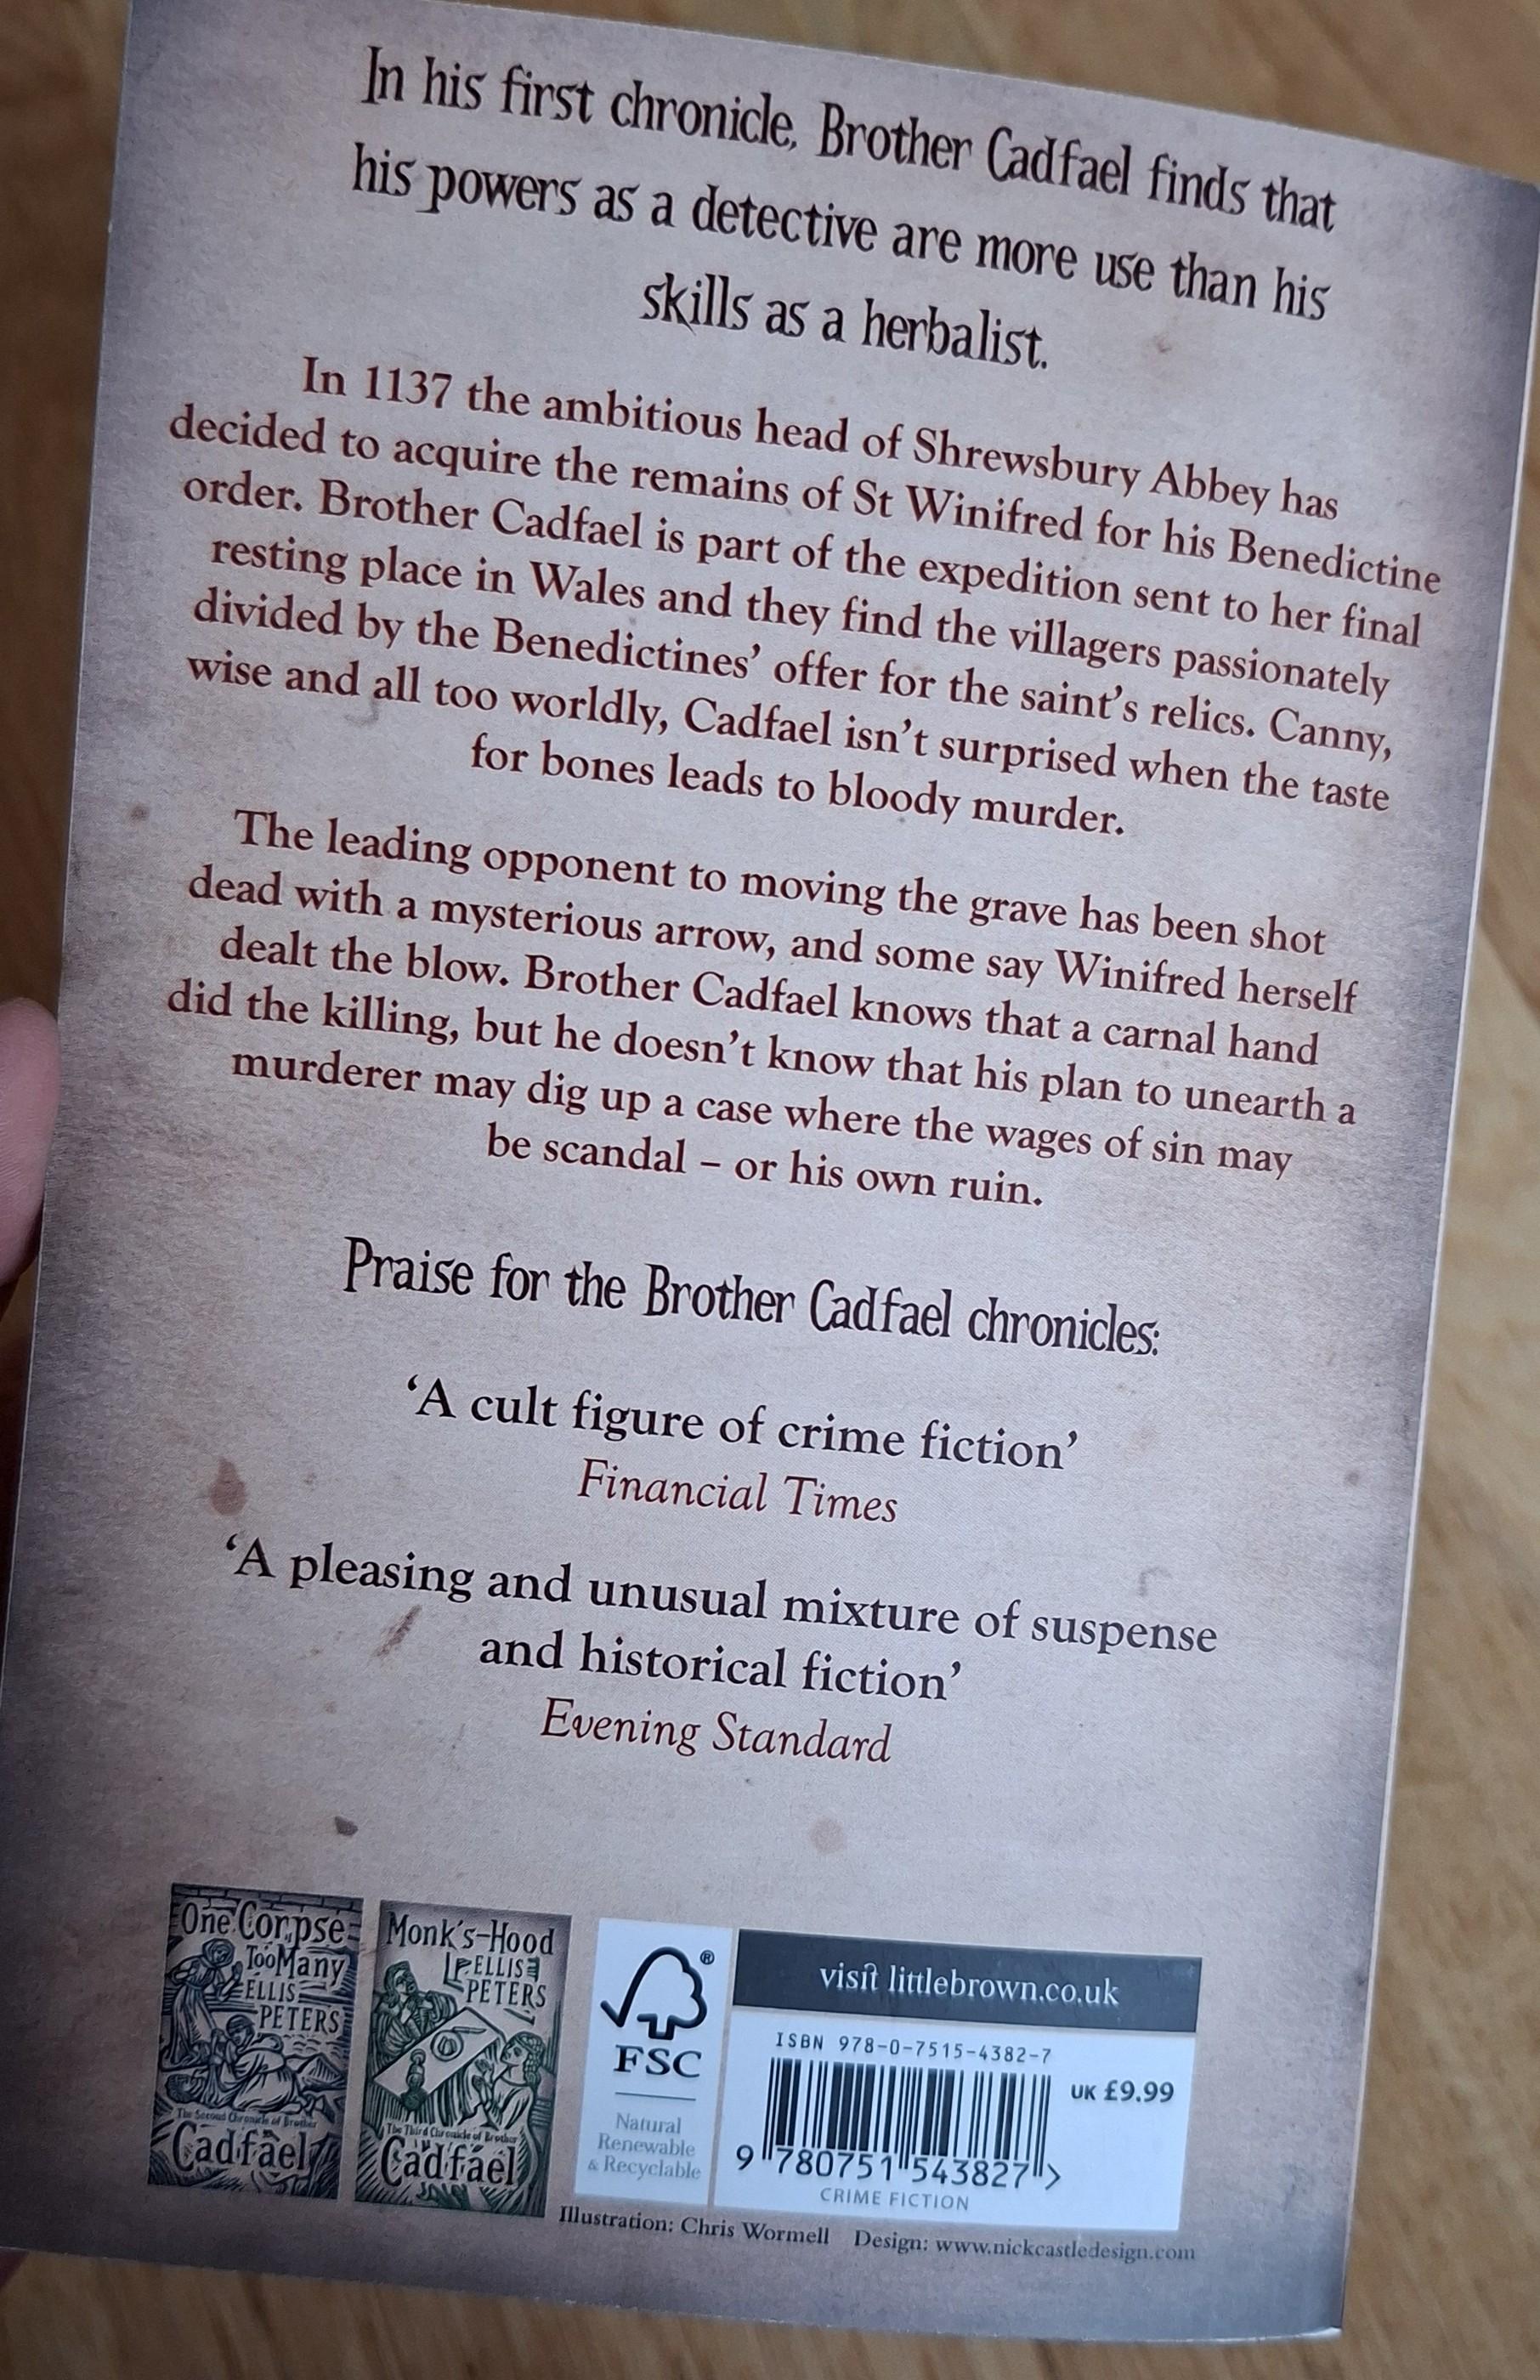 In his first chronicle, Brother Cadfael finds that
his powers as a detective are more use than his
skills as a herbalist.
In 1137 the ambitious head of Shrewsbury Abbey has
decided to acquire the remains of St Winifred for his Benedictine
order. Brother Cadfael is part of the expedition sent to her final
resting place in Wales and they find the villagers passionately
divided by the Benedictines’ offer for the saint’s relics. Canny,
wise and all too worldly, Cadfael isn’t surprised when the taste
for bones leads to bloody murder.
The leading opponent to moving the grave has been shot
dead with a mysterious arrow, and some say Winifred herself
dealt the blow. Brother Cadfael knows that a carnal hand
did the killing, but he doesn’t know that his plan to unearth a
murderer may dig up a case where the wages of sin may
be scandal – or his own ruin.
Praise for the Brother Cadfael chronicles:
‘A cult figure of crime fiction’
Financial Times
‘A pleasing and unusual mixture of suspense
and historical fiction’
Evening Standard
One Corpse
Too Many
ELLIS
PETERS
The Second Chronicle of Brother
Cadfael
Monk's-Hood
ELLIS
PETERS
The Third Chronicle of Brother
Cadfael
®
FSC
Natural
Renewable
& Recyclable
visit littlebrown.co.uk
ISBN 978-0-7515-4382-7
UK £9.99
9 780751 543827 >
CRIME FICTION
Illustration: Chris Wormell Design: www.nickcastledesign.com